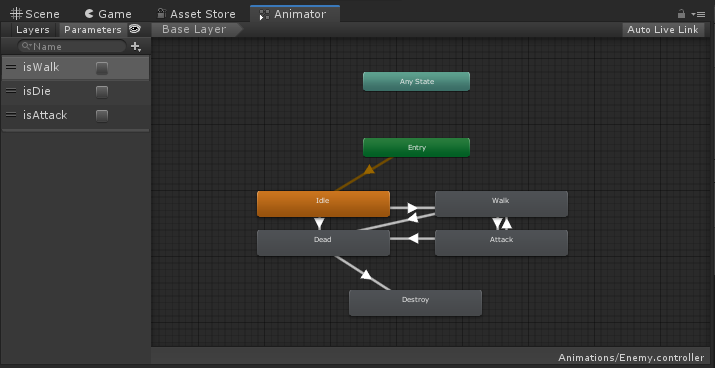 Scene Game Asset Store Animator
Layers Parameters Base Layer Auto Live Link
Name
isWalk
isDie
isAttack
Any State
Entry
Idle Walk
Dead Attack
Destroy
Animations/Enemy.controller